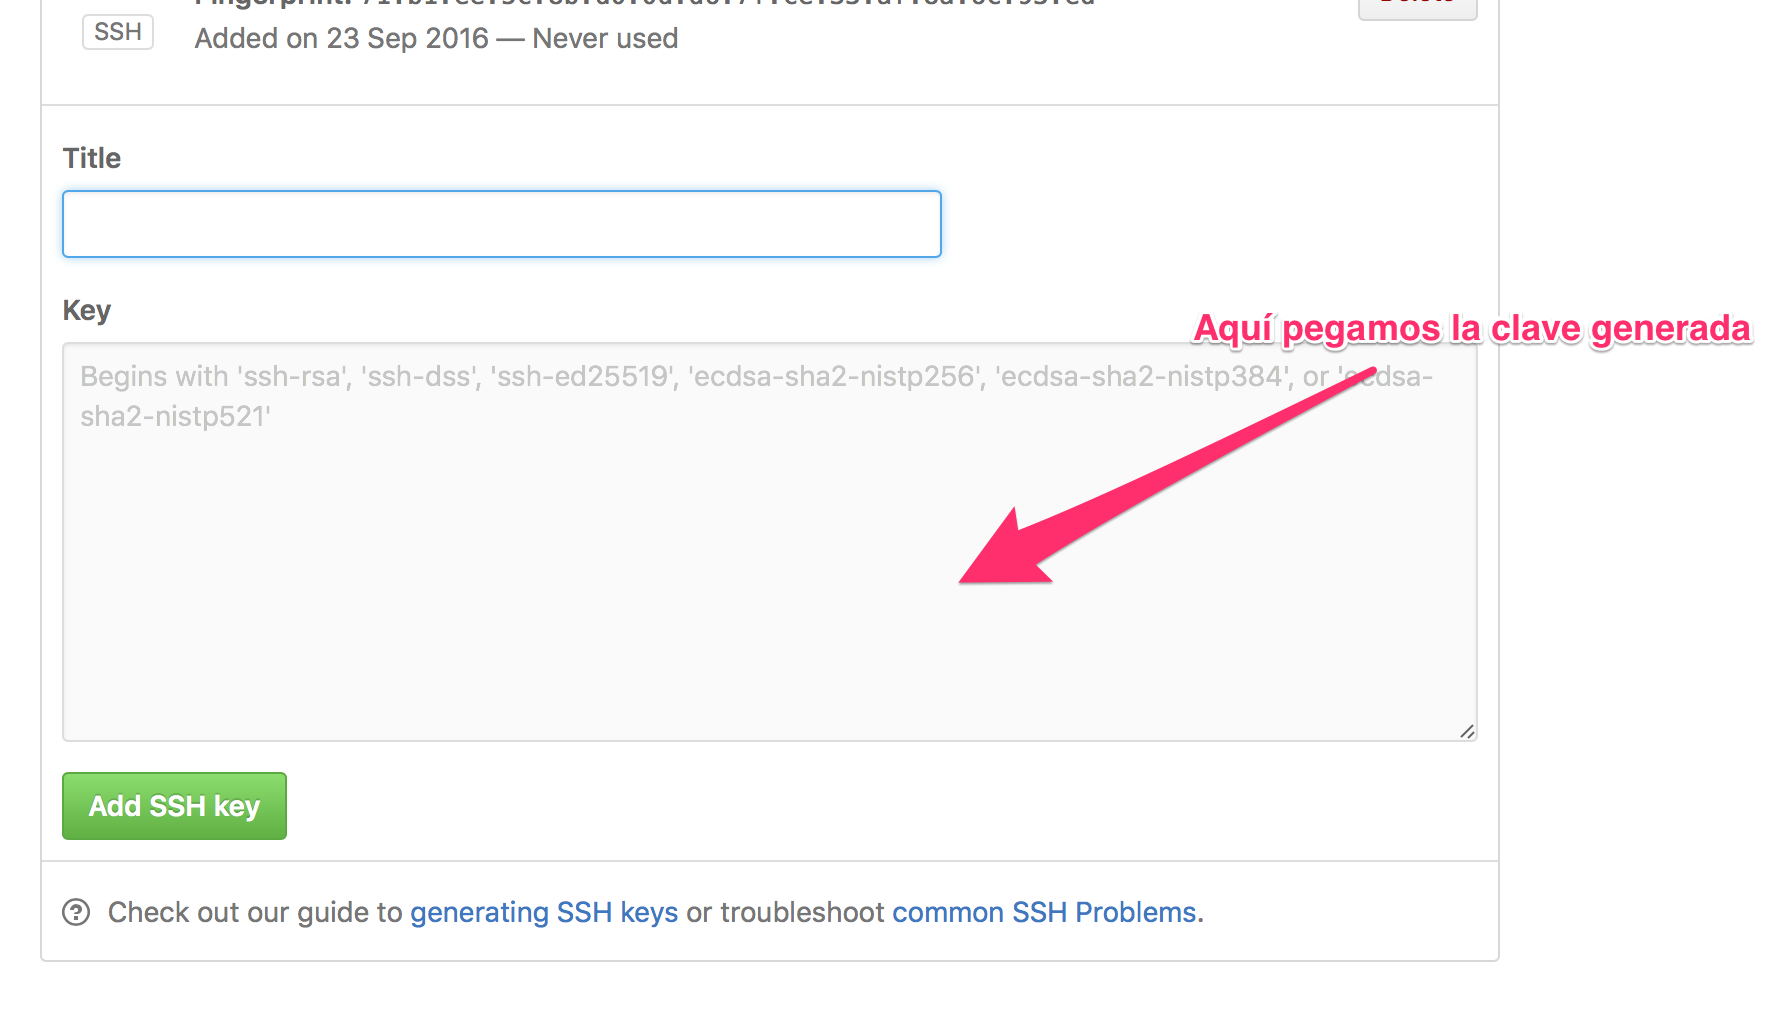 SSH
Added on 23 Sep 2016 — Never used
Title
Key
Aquí pegamos la clave generada
Begins with 'ssh-rsa', 'ssh-dss', 'ssh-ed25519', 'ecdsa-sha2-nistp256', 'ecdsa-sha2-nistp384', or 'ecdsa-
sha2-nistp521'
Add SSH key
Check out our guide to generating SSH keys or troubleshoot common SSH Problems.